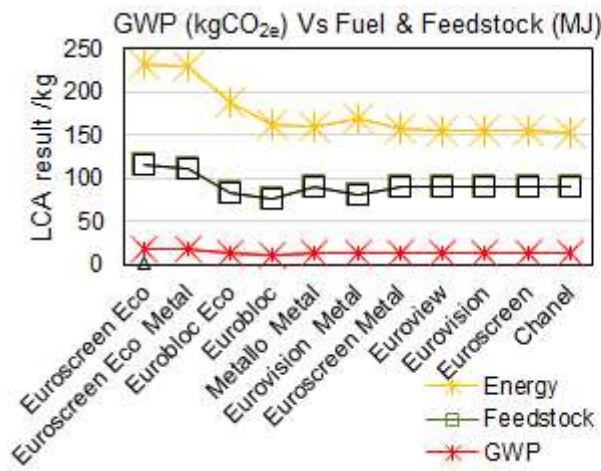 GWP (kgCO₂e) Vs Fuel & Feedstock (MJ)
LCA result /kg
250
200
150
100
50
0
Euroscreen Eco
Euroscreen Eco Metal
Eurobloc Eco
Eurobloc
Metallo Metal
Eurovision Metal
Euroscreen Metal
Euroview
Eurovision
Euroscreen
Chanel
Energy
Feedstock
GWP